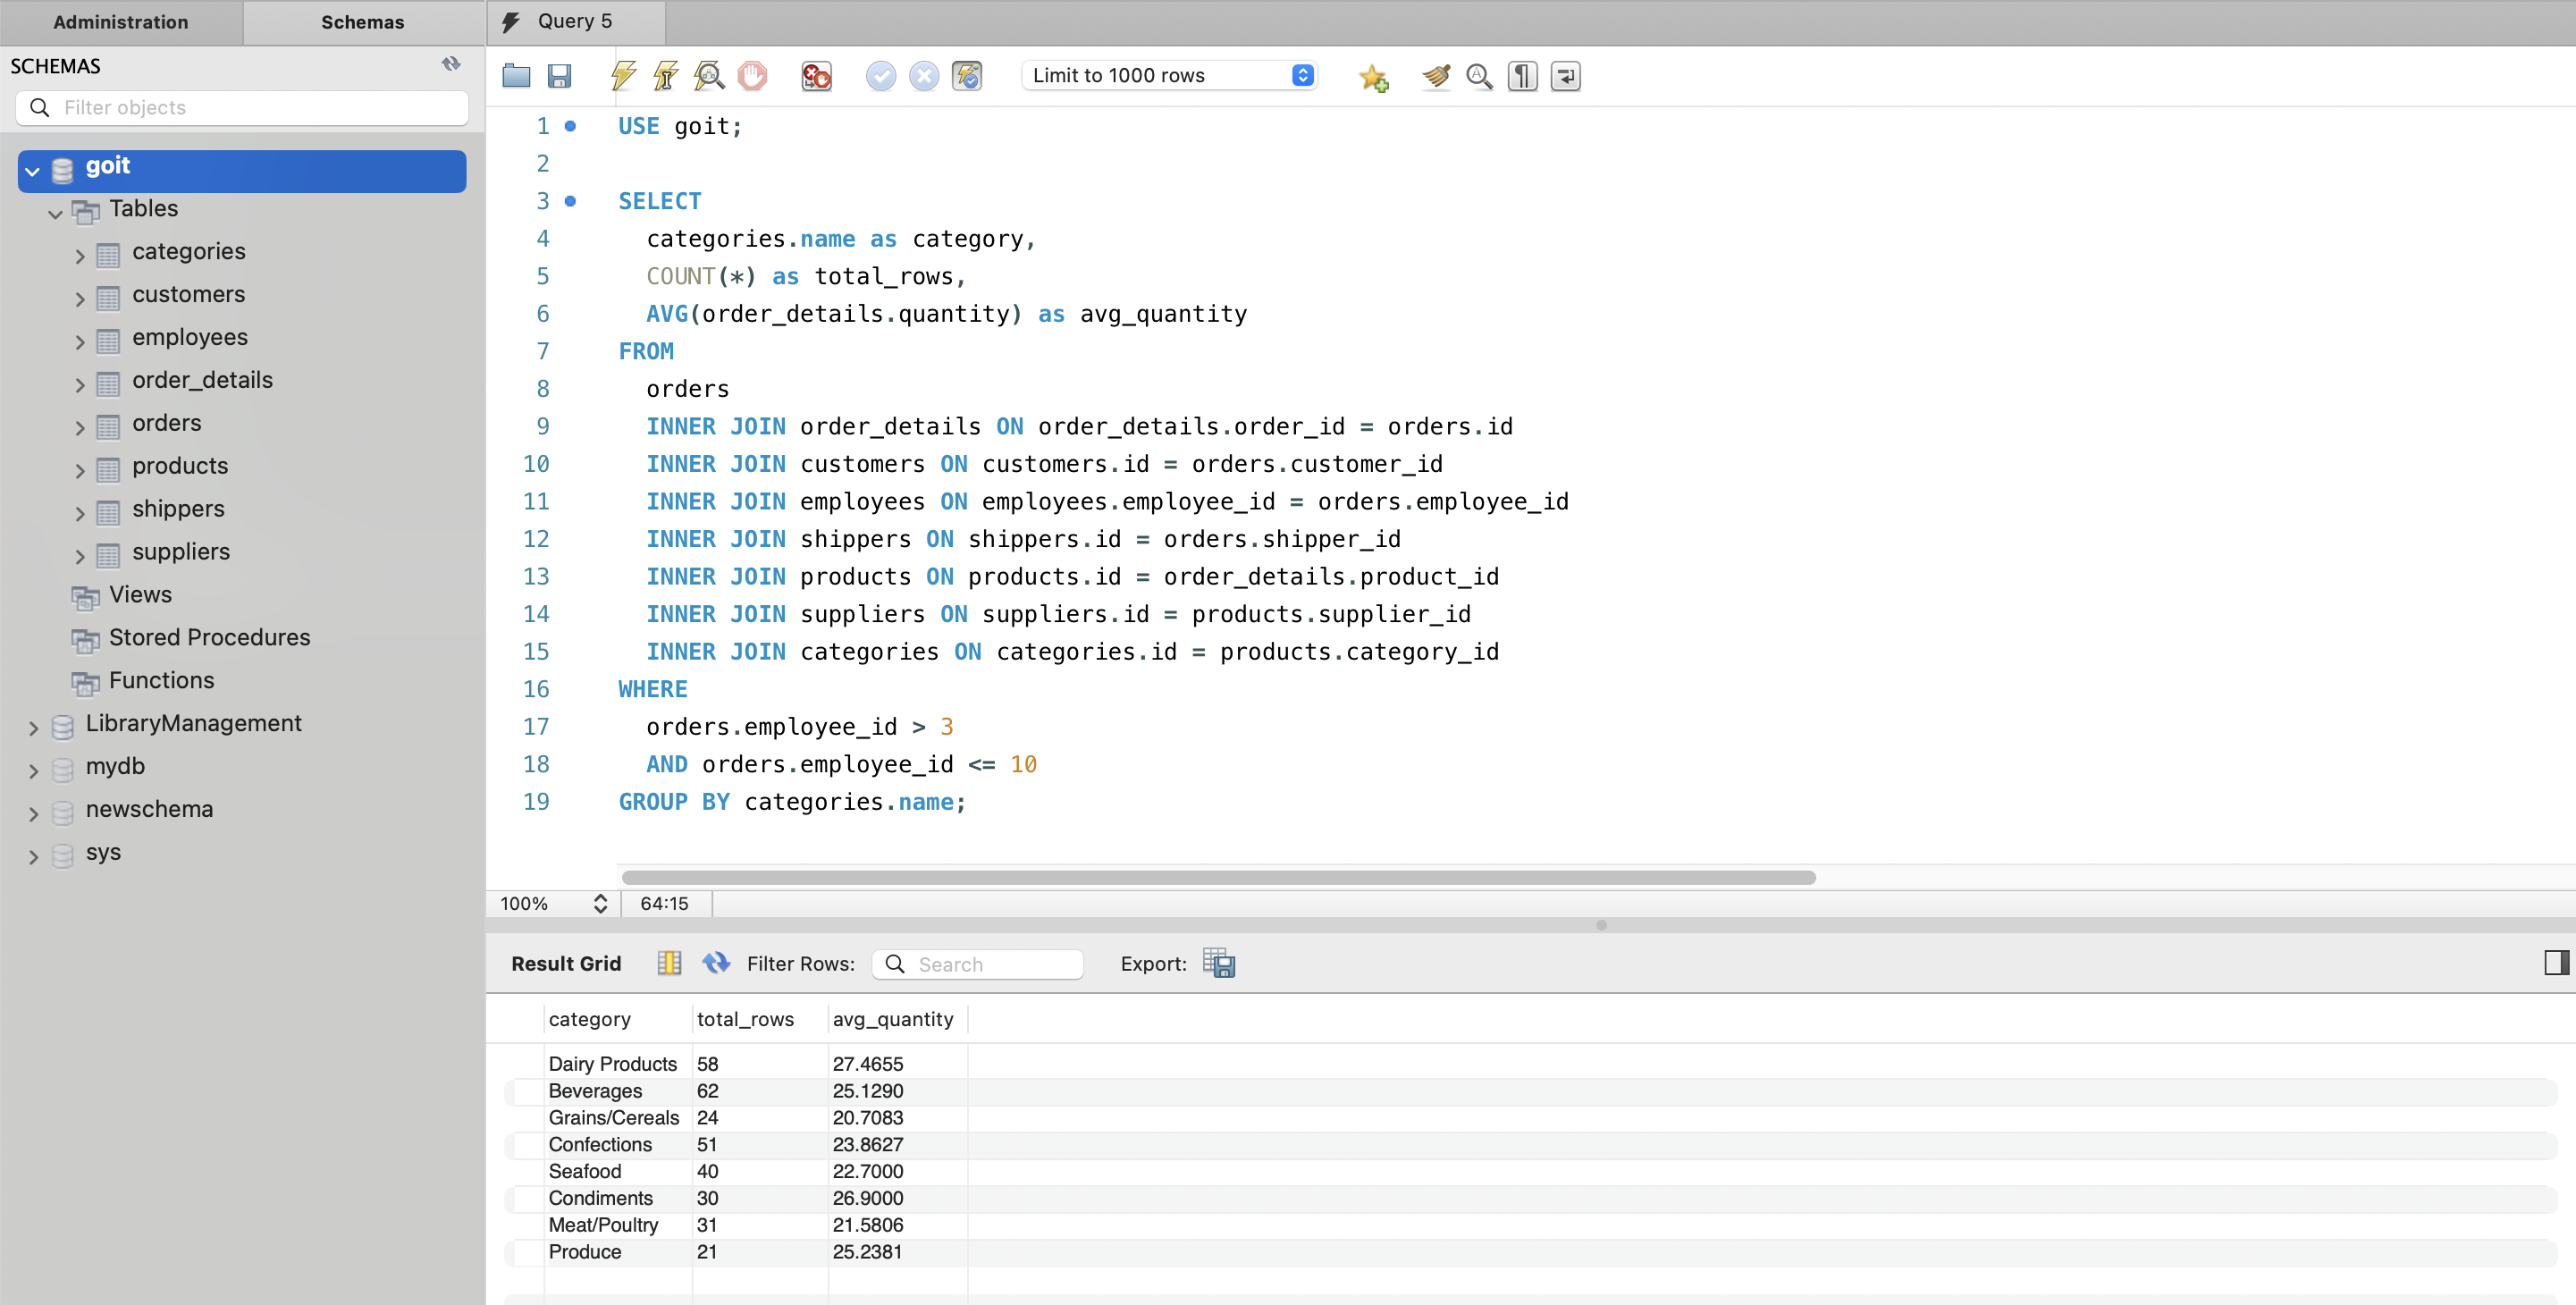 Administration
Schemas
SCHEMAS
Filter objects
goit
Tables
categories
customers
employees
order_details
orders
products
shippers
suppliers
Views
Stored Procedures
Functions
LibraryManagement
mydb
newschema
sys
Query 5
Limit to 1000 rows
1 USE goit;
2
3 SELECT
4 categories.name as category,
5 COUNT(*) as total_rows,
6 AVG(order_details.quantity) as avg_quantity
7 FROM
8 orders
9 INNER JOIN order_details ON order_details.order_id = orders.id
10 INNER JOIN customers ON customers.id = orders.customer_id
11 INNER JOIN employees ON employees.employee_id = orders.employee_id
12 INNER JOIN shippers ON shippers.id = orders.shipper_id
13 INNER JOIN products ON products.id = order_details.product_id
14 INNER JOIN suppliers ON suppliers.id = products.supplier_id
15 INNER JOIN categories ON categories.id = products.category_id
16 WHERE
17 orders.employee_id > 3
18 AND orders.employee_id <= 10
19 GROUP BY categories.name;
100% 64:15
Result Grid Filter Rows: Search Export:
category total_rows avg_quantity
Dairy Products 58 27.4655
Beverages 62 25.1290
Grains/Cereals 24 20.7083
Confections 51 23.8627
Seafood 40 22.7000
Condiments 30 26.9000
Meat/Poultry 31 21.5806
Produce 21 25.2381